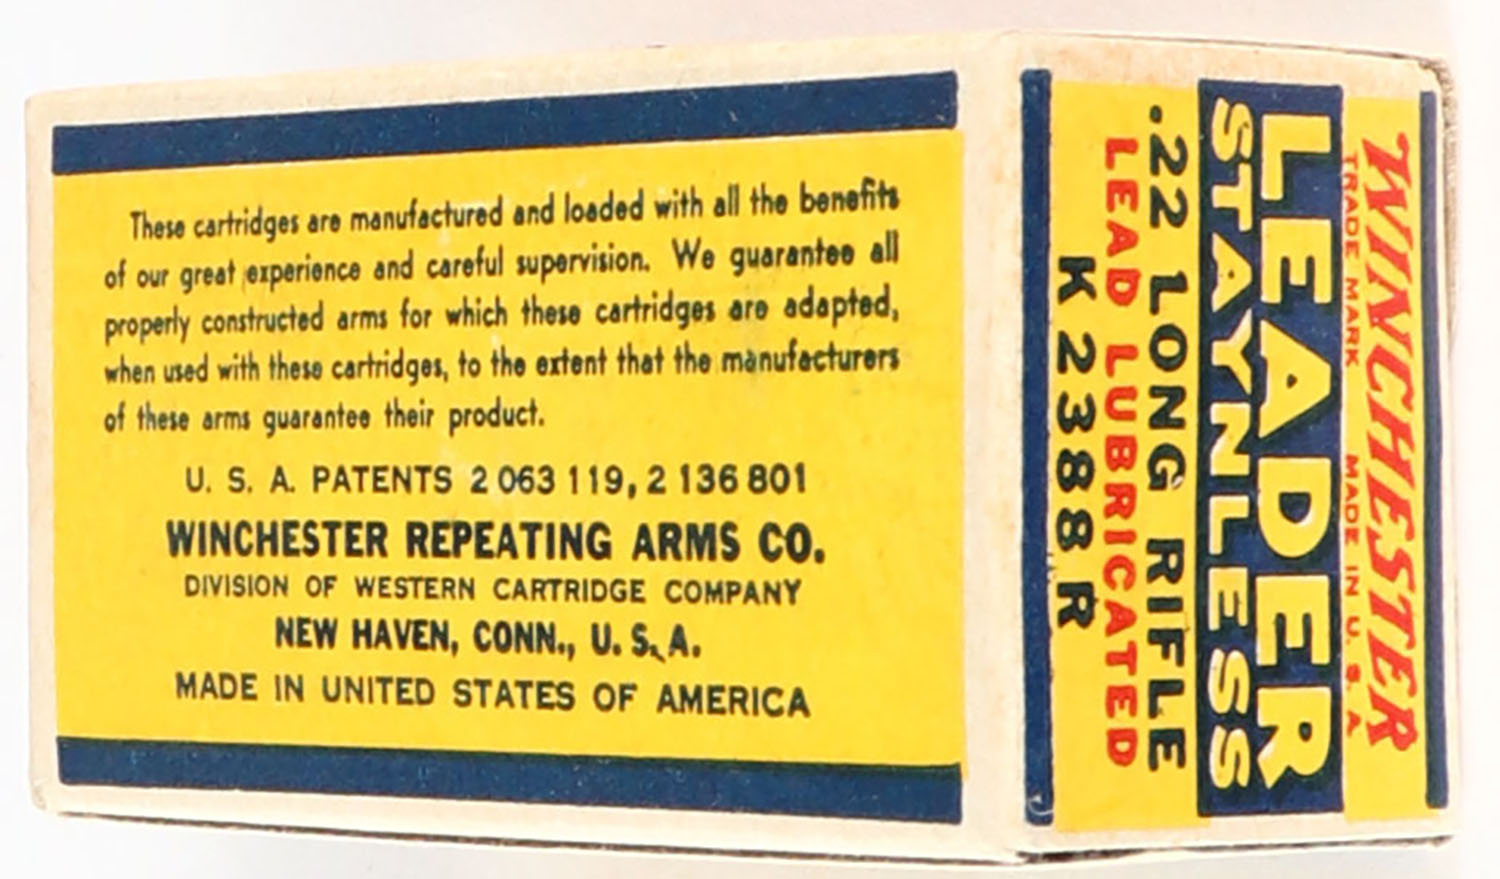 These cartridges are manufactured and loaded with all the benefits
of our great experience and careful supervision. We guarantee all
properly constructed arms for which these cartridges are adapted,
when used with these cartridges, to the extent that the manufacturers
of these arms guarantee their product.
U. S. A. PATENTS 2 063 119, 2 136 801
WINCHESTER REPEATING ARMS CO.
DIVISION OF WESTERN CARTRIDGE COMPANY
NEW HAVEN, CONN., U. S. A.
MADE IN UNITED STATES OF AMERICA
WINCHESTER
TRADE MARK MADE IN U. S. A
LEADER
STAYNLESS
.22 LONG RIFLE
LEAD LUBRICATED
K 2388 R